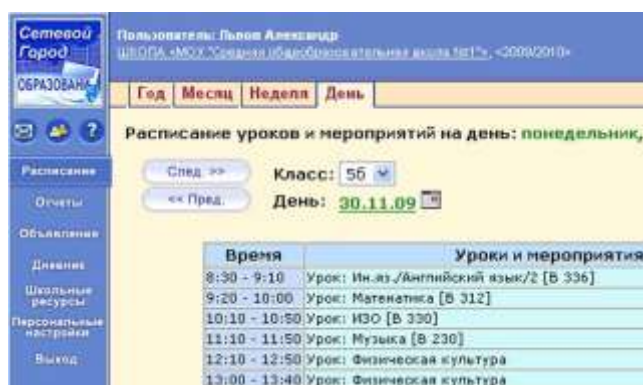 Сетевой
Город
ОБРАЗОВАНИ
Пользователь: Львов Александр
ШКОЛА <МОУ "Средняя общеобразовательная школа №1">, <2009/2010>
Год Месяц Неделя День
Расписание уроков и мероприятий на день: понедельник,
След. >> Класс: 5б
<< Пред. День: 30.11.09
Расписание
Отчеты
Объявления
Дневник
Школьные
ресурсы
Персональные
настройки
Выход
Время Уроки и мероприятия
8:30 - 9:10 Урок: Ин.яз./Английский язык/2 [В 336]
9:20 - 10:00 Урок: Математика [В 312]
10:10 - 10:50 Урок: ИЗО [В 330]
11:10 - 11:50 Урок: Музыка [В 230]
12:10 - 12:50 Урок: Физическая культура
13:00 - 13:40 Урок: Физическая культура